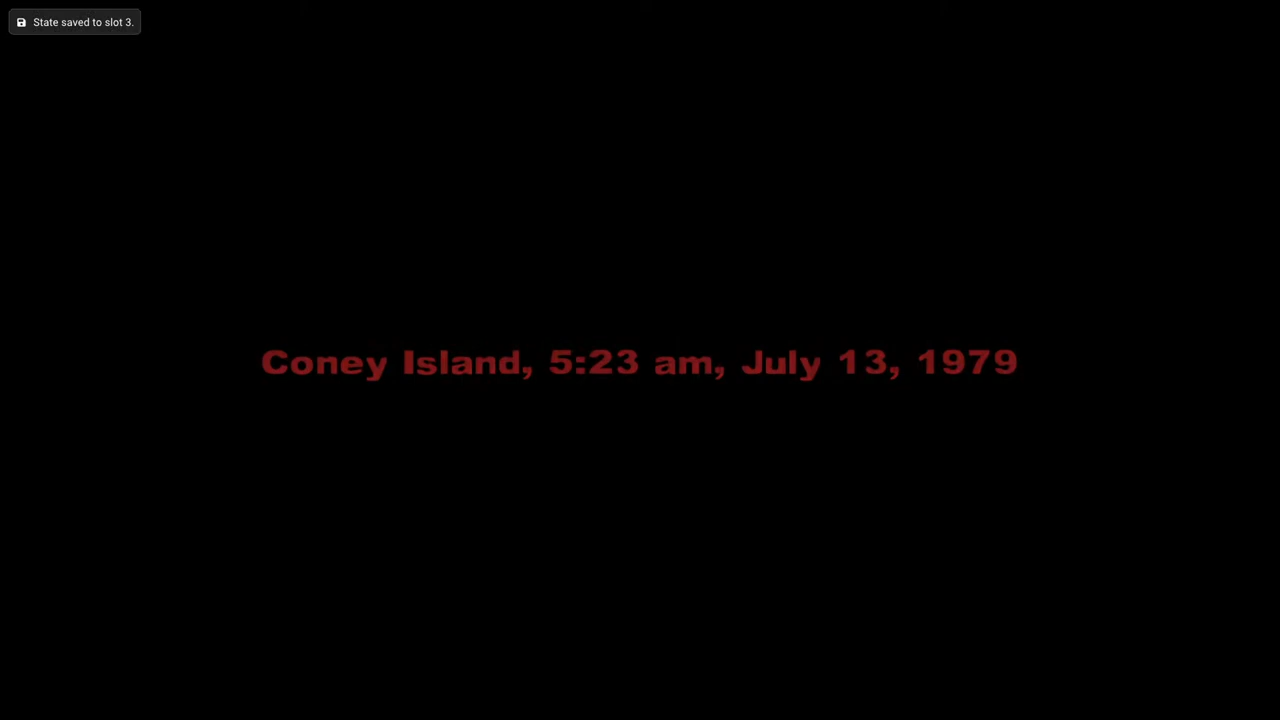 State saved to slot 3.
Coney Island, 5:23 am, July 13, 1979